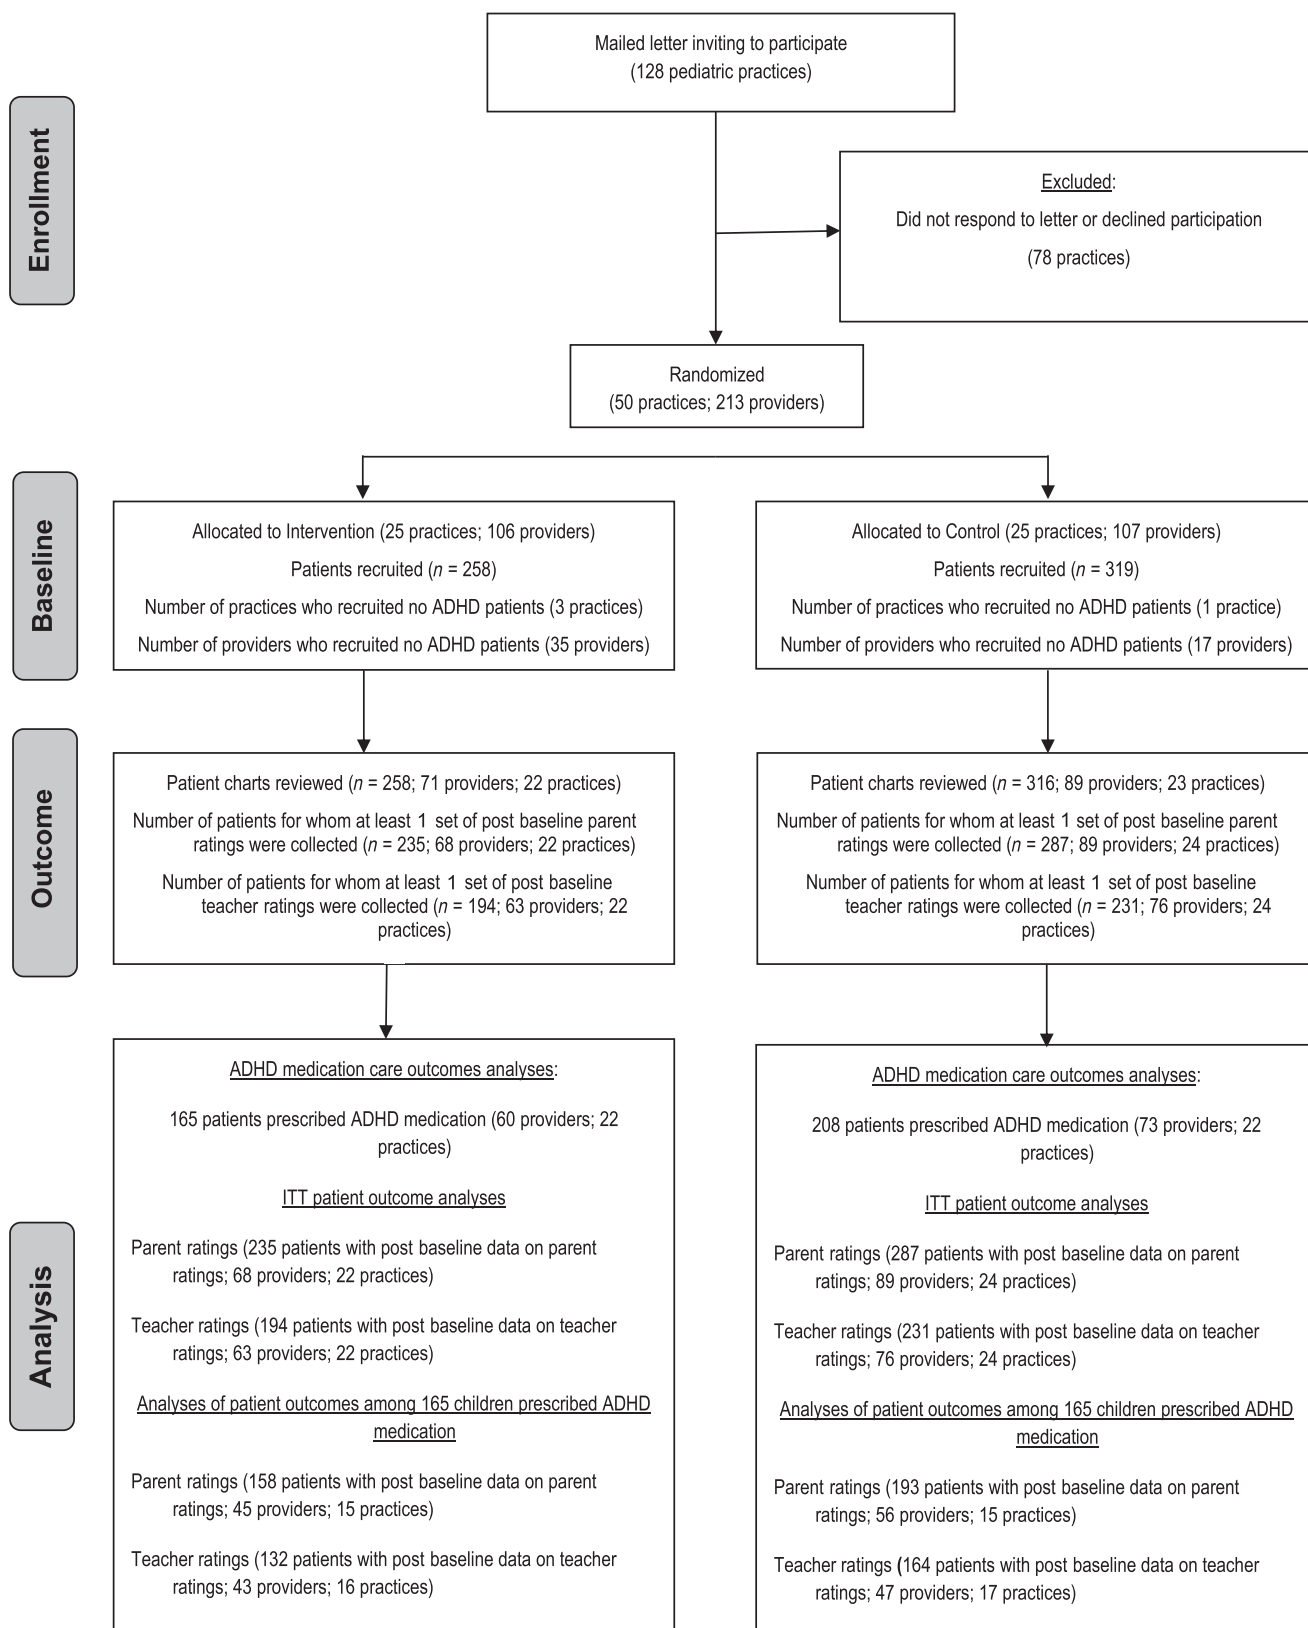 Enrollment
Mailed letter inviting to participate
(128 pediatric practices)
Excluded:
Did not respond to letter or declined participation
(78 practices)
Randomized
(50 practices; 213 providers)
Baseline
Allocated to Intervention (25 practices; 106 providers)
Patients recruited (n = 258)
Number of practices who recruited no ADHD patients (3 practices)
Number of providers who recruited no ADHD patients (35 providers)
Allocated to Control (25 practices; 107 providers)
Patients recruited (n = 319)
Number of practices who recruited no ADHD patients (1 practice)
Number of providers who recruited no ADHD patients (17 providers)
Outcome
Patient charts reviewed (n = 258; 71 providers; 22 practices)
Number of patients for whom at least 1 set of post baseline parent
ratings were collected (n = 235; 68 providers; 22 practices)
Number of patients for whom at least 1 set of post baseline
teacher ratings were collected (n = 194; 63 providers; 22
practices)
Patient charts reviewed (n = 316; 89 providers; 23 practices)
Number of patients for whom at least 1 set of post baseline parent
ratings were collected (n = 287; 89 providers; 24 practices)
Number of patients for whom at least 1 set of post baseline
teacher ratings were collected (n = 231; 76 providers; 24
practices)
Analysis
ADHD medication care outcomes analyses:
165 patients prescribed ADHD medication (60 providers; 22
practices)
ITT patient outcome analyses
Parent ratings (235 patients with post baseline data on parent
ratings; 68 providers; 22 practices)
Teacher ratings (194 patients with post baseline data on teacher
ratings; 63 providers; 22 practices)
Analyses of patient outcomes among 165 children prescribed ADHD
medication
Parent ratings (158 patients with post baseline data on parent
ratings; 45 providers; 15 practices)
Teacher ratings (132 patients with post baseline data on teacher
ratings; 43 providers; 16 practices)
ADHD medication care outcomes analyses:
208 patients prescribed ADHD medication (73 providers; 22
practices)
ITT patient outcome analyses
Parent ratings (287 patients with post baseline data on parent
ratings; 89 providers; 24 practices)
Teacher ratings (231 patients with post baseline data on teacher
ratings; 76 providers; 24 practices)
Analyses of patient outcomes among 165 children prescribed ADHD
medication
Parent ratings (193 patients with post baseline data on parent
ratings; 56 providers; 15 practices)
Teacher ratings (164 patients with post baseline data on teacher
ratings; 47 providers; 17 practices)